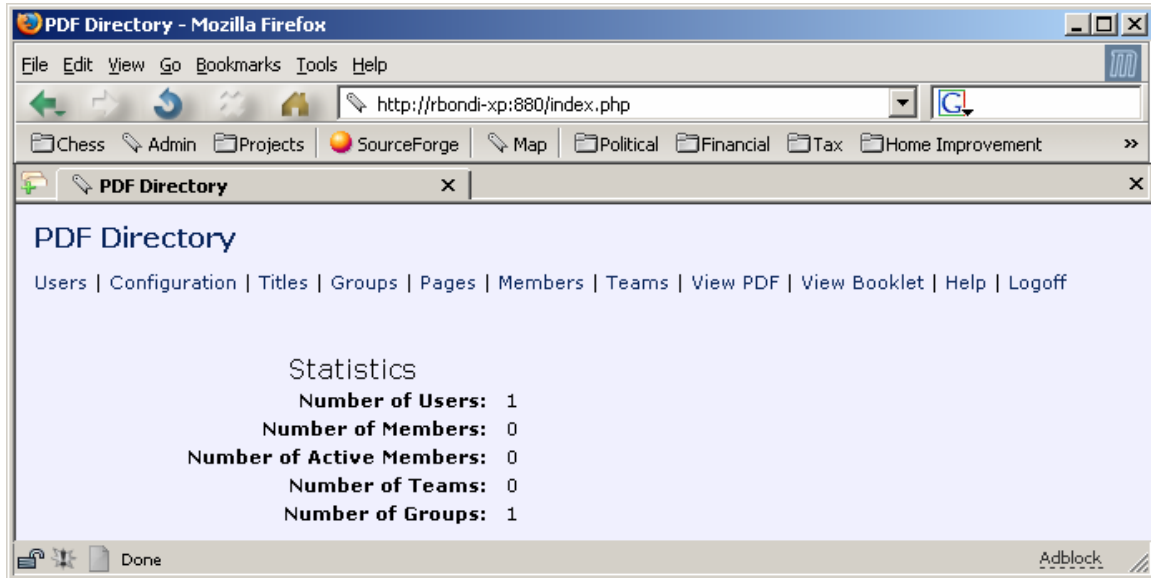 PDF Directory - Mozilla Firefox
File Edit View Go Bookmarks Tools Help
http://rbondi-xp:880/index.php G
Chess Admin Projects SourceForge Map Political Financial Tax Home Improvement »
PDF Directory x x
PDF Directory
Users | Configuration | Titles | Groups | Pages | Members | Teams | View PDF | View Booklet | Help | Logoff
Statistics
Number of Users: 1
Number of Members: 0
Number of Active Members: 0
Number of Teams: 0
Number of Groups: 1
Done Adblock